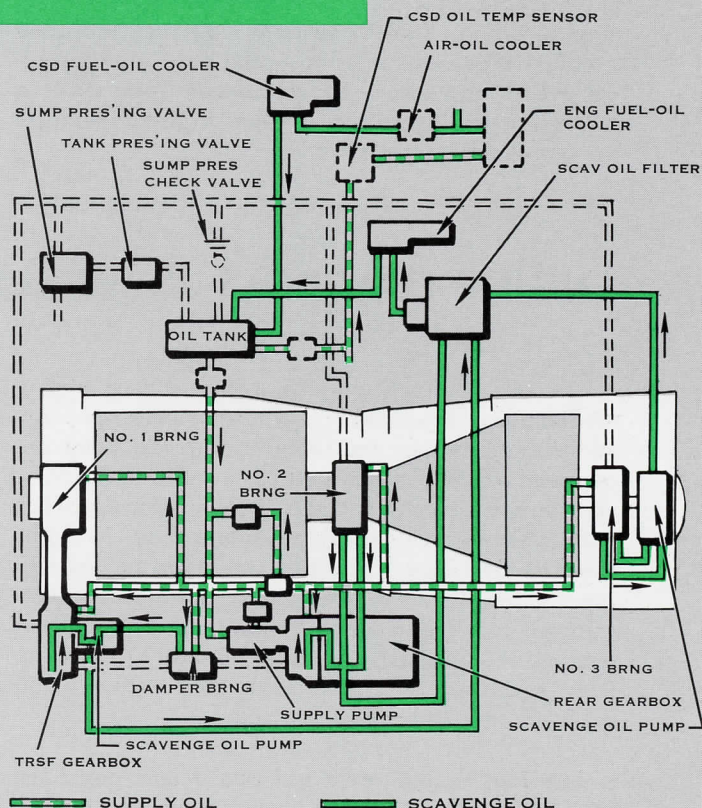 CSD OIL TEMP SENSOR
AIR-OIL COOLER
CSD FUEL-OIL COOLER
SUMP PRES'ING VALVE
TANK PRES'ING VALVE
SUMP PRES
CHECK VALVE
ENG FUEL-OIL
COOLER
SCAV OIL FILTER
OIL TANK
NO. 1 BRNG
NO. 2
BRNG
NO. 3 BRNG
DAMPER BRNG
REAR GEARBOX
SUPPLY PUMP
SCAVENGE OIL PUMP
SCAVENGE OIL PUMP
TRSF GEARBOX
SUPPLY OIL
SCAVENGE OIL